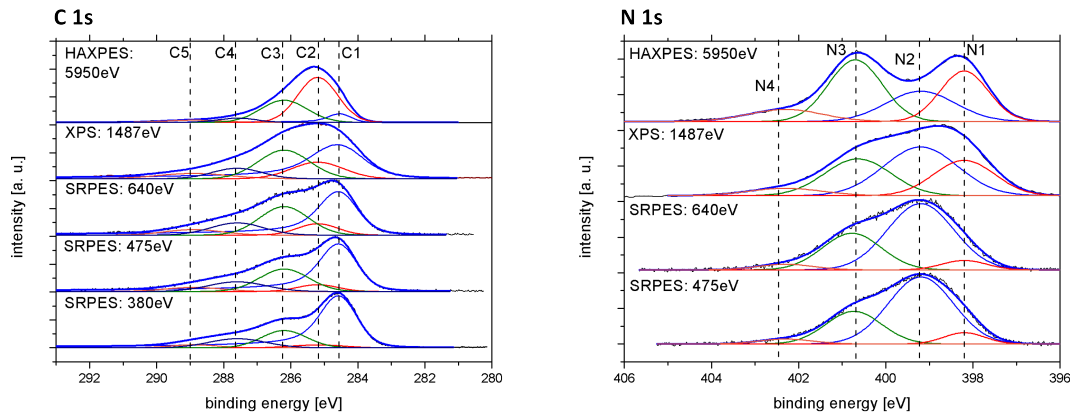 C 1s
C5 C4 C3 C2 C1
HAXPES:
5950eV
XPS: 1487eV
SRPES: 640eV
SRPES: 475eV
SRPES: 380eV
intensity [a. u.]
292 290 288 286 284 282 280
binding energy [eV]
N 1s
HAXPES:
5950eV
N4 N3 N2 N1
XPS: 1487eV
SRPES: 640eV
SRPES: 475eV
intensity [a. u.]
406 404 402 400 398 396
binding energy [eV]